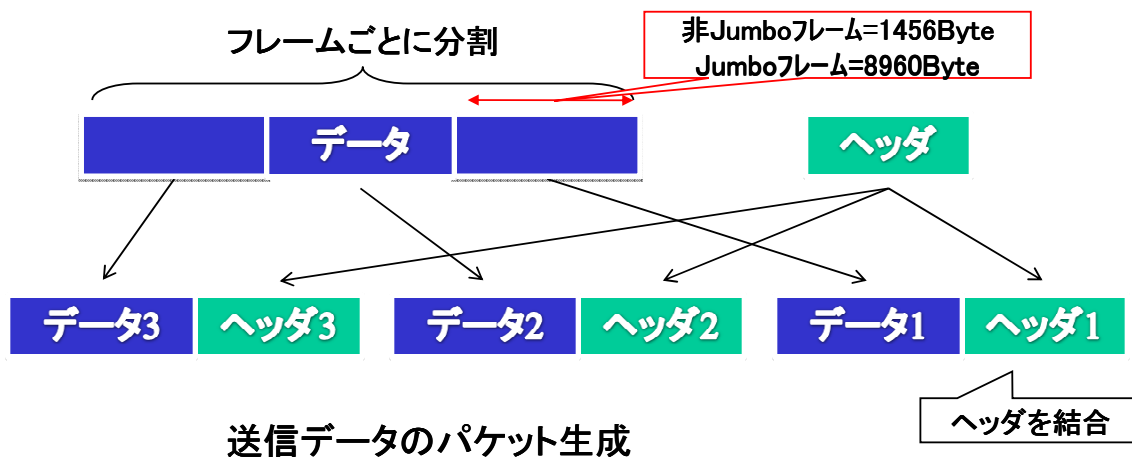 フレームごとに分割
非Jumboフレーム=1456Byte
Jumboフレーム=8960Byte
データ
ヘッダ
データ3
ヘッダ3
データ2
ヘッダ2
データ1
ヘッダ1
ヘッダを結合
送信データのパケット生成